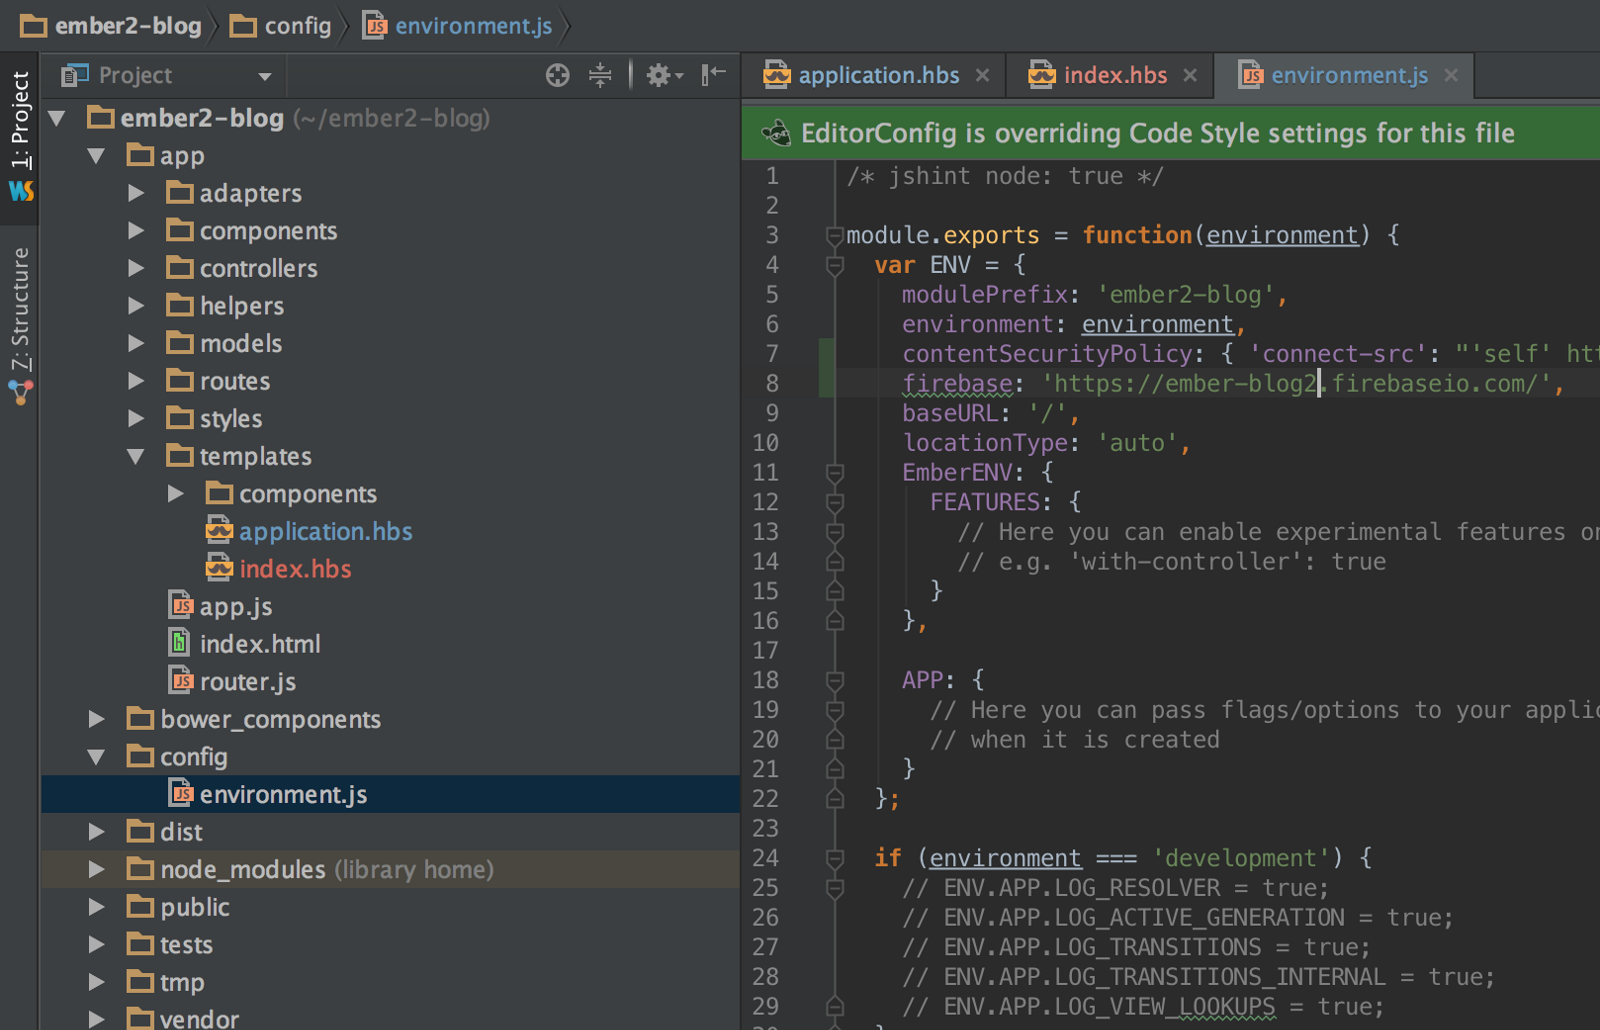 ember2-blog config environment.js
1: Project
Z: Structure
Project
ember2-blog (~/ember2-blog)
app
adapters
components
controllers
helpers
models
routes
styles
templates
components
application.hbs
index.hbs
app.js
index.html
router.js
bower_components
config
environment.js
dist
node_modules (library home)
public
tests
tmp
vendor
application.hbs index.hbs environment.js
EditorConfig is overriding Code Style settings for this file
1 /* jshint node: true */
2
3 module.exports = function(environment) {
4 var ENV = {
5 modulePrefix: 'ember2-blog',
6 environment: environment,
7 contentSecurityPolicy: { 'connect-src': "'self' htt
8 firebase: 'https://ember-blog2.firebaseio.com/',
9 baseURL: '/',
10 locationType: 'auto',
11 EmberENV: {
12 FEATURES: {
13 // Here you can enable experimental features on
14 // e.g. 'with-controller': true
15 }
16 },
17
18 APP: {
19 // Here you can pass flags/options to your applic
20 // when it is created
21 }
22 };
23
24 if (environment === 'development') {
25 // ENV.APP.LOG_RESOLVER = true;
26 // ENV.APP.LOG_ACTIVE_GENERATION = true;
27 // ENV.APP.LOG_TRANSITIONS = true;
28 // ENV.APP.LOG_TRANSITIONS_INTERNAL = true;
29 // ENV.APP.LOG_VIEW_LOOKUPS = true;